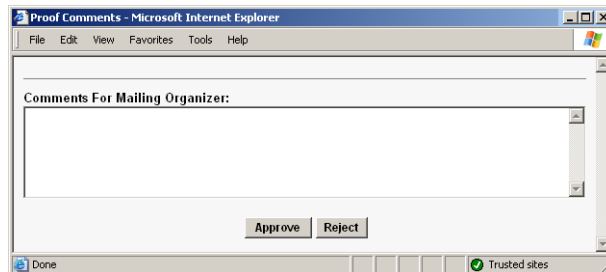 Proof Comments - Microsoft Internet Explorer
File Edit View Favorites Tools Help
Comments For Mailing Organizer:
Approve Reject
Done Trusted sites